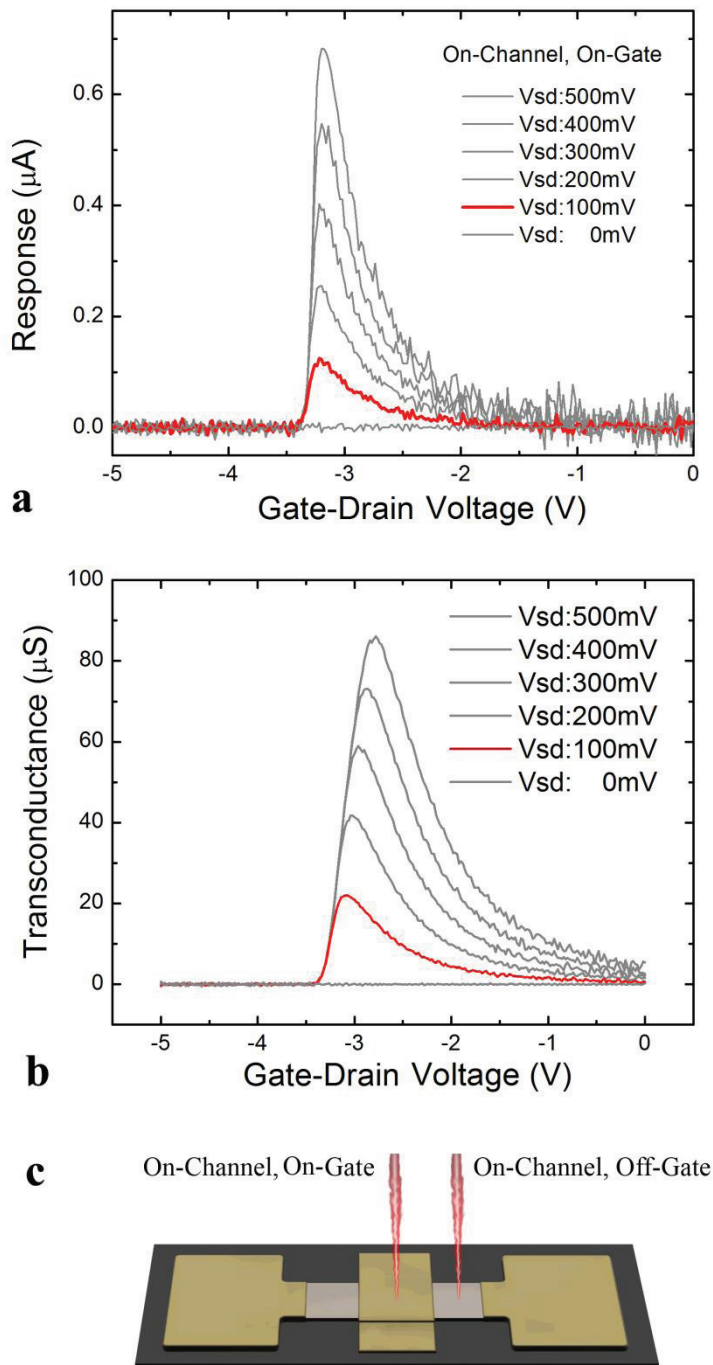 On-Channel, On-Gate
Vsd:500mV
Vsd:400mV
Vsd:300mV
Vsd:200mV
Vsd:100mV
Vsd: 0mV
0.6
0.4
0.2
0.0
Response (μA)
-5 -4 -3 -2 -1 0
Gate-Drain Voltage (V)
a
Vsd:500mV
Vsd:400mV
Vsd:300mV
Vsd:200mV
Vsd:100mV
Vsd: 0mV
100
80
60
40
20
0
Transconductance (μS)
-5 -4 -3 -2 -1 0
Gate-Drain Voltage (V)
b
c
On-Channel, On-Gate On-Channel, Off-Gate